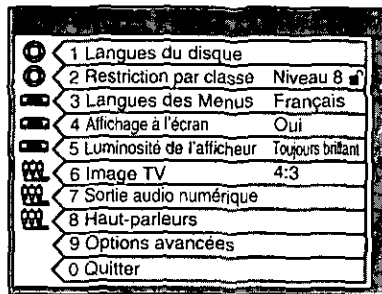 1 Langues du disque
2 Restriction par classe Niveau 8
3 Langues des Menus Français
4 Affichage à l'écran Oui
5 Luminosité de l'afficheur Toujours brillant
6 Image TV 4:3
7 Sortie audio numérique
8 Haut-parleurs
9 Options avancées
0 Quitter